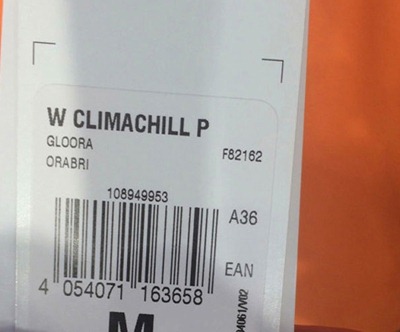 W CLIMACHILL P
GLOORA
F82162
ORABRI
108949953
A36
EAN
4 054071 163658
M